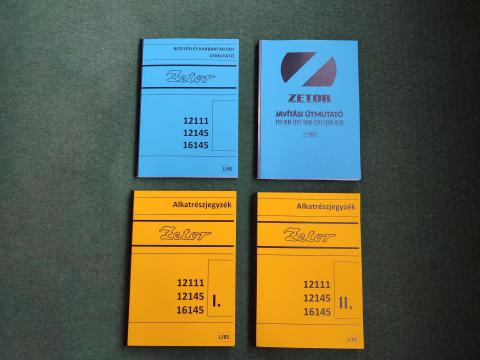 KEZELÉSI ÉS KARBANTARTÁSI
ÚTMUTATÓ
Zetor
12111
12145
16145
1/85
ZETOR
JAVÍTÁSI ÚTMUTATÓ
Alkatrészjegyzék
Zetor
12111
12145
16145
I.
1/85
Alkatrészjegyzék
Zetor
12111
12145
16145
II.
1/85